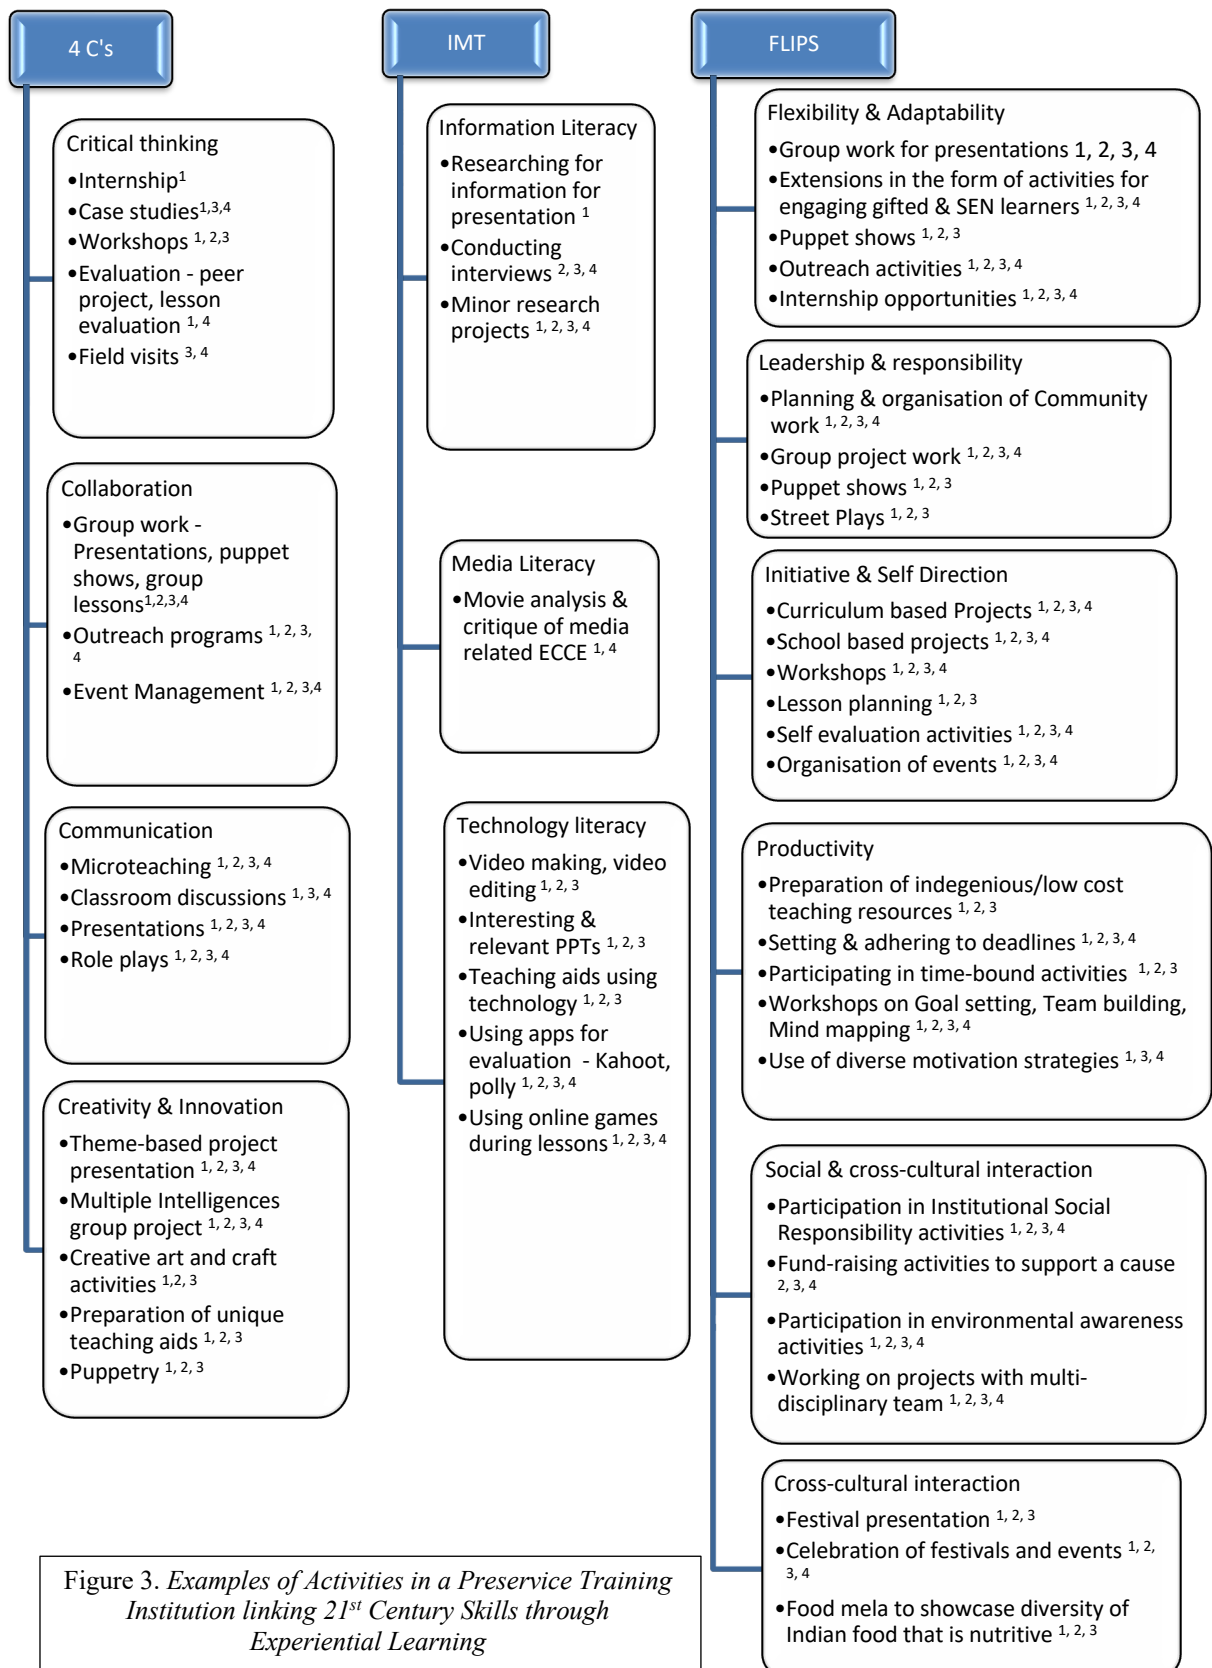 4 C's
Critical thinking
•Internship1
•Case studies1,3,4
•Workshops 1, 2,3
•Evaluation - peer
project, lesson
evaluation 1, 4
•Field visits 3, 4
Collaboration
•Group work -
Presentations, puppet
shows, group
lessons1,2,3,4
•Outreach programs 1, 2, 3,
4
•Event Management 1, 2, 3,4
Communication
•Microteaching 1, 2, 3, 4
•Classroom discussions 1, 3, 4
•Presentations 1, 2, 3, 4
•Role plays 1, 2, 3, 4
Creativity & Innovation
•Theme-based project
presentation 1, 2, 3, 4
•Multiple Intelligences
group project 1, 2, 3, 4
•Creative art and craft
activities 1,2, 3
•Preparation of unique
teaching aids 1, 2, 3
•Puppetry 1, 2, 3
IMT
Information Literacy
•Researching for
information for
presentation 1
•Conducting
interviews 2, 3, 4
•Minor research
projects 1, 2, 3, 4
Media Literacy
•Movie analysis &
critique of media
related ECCE 1, 4
Technology literacy
•Video making, video
editing 1, 2, 3
•Interesting &
relevant PPTs 1, 2, 3
•Teaching aids using
technology 1, 2, 3
•Using apps for
evaluation - Kahoot,
polly 1, 2, 3, 4
•Using online games
during lessons 1, 2, 3, 4
FLIPS
Flexibility & Adaptability
•Group work for presentations 1, 2, 3, 4
•Extensions in the form of activities for
engaging gifted & SEN learners 1, 2, 3, 4
•Puppet shows 1, 2, 3
•Outreach activities 1, 2, 3, 4
•Internship opportunities 1, 2, 3, 4
Leadership & responsibility
•Planning & organisation of Community
work 1, 2, 3, 4
•Group project work 1, 2, 3, 4
•Puppet shows 1, 2, 3
•Street Plays 1, 2, 3
Initiative & Self Direction
•Curriculum based Projects 1, 2, 3, 4
•School based projects 1, 2, 3, 4
•Workshops 1, 2, 3, 4
•Lesson planning 1, 2, 3
•Self evaluation activities 1, 2, 3, 4
•Organisation of events 1, 2, 3, 4
Productivity
•Preparation of indegenious/low cost
teaching resources 1, 2, 3
•Setting & adhering to deadlines 1, 2, 3, 4
•Participating in time-bound activities 1, 2, 3
•Workshops on Goal setting, Team building,
Mind mapping 1, 2, 3, 4
•Use of diverse motivation strategies 1, 3, 4
Social & cross-cultural interaction
•Participation in Institutional Social
Responsibility activities 1, 2, 3, 4
•Fund-raising activities to support a cause
2, 3, 4
•Participation in environmental awareness
activities 1, 2, 3, 4
•Working on projects with multi-
disciplinary team 1, 2, 3, 4
Cross-cultural interaction
•Festival presentation 1, 2, 3
•Celebration of festivals and events 1, 2,
3, 4
•Food mela to showcase diversity of
Indian food that is nutritive 1, 2, 3
Figure 3. Examples of Activities in a Preservice Training
Institution linking 21st Century Skills through
Experiential Learning